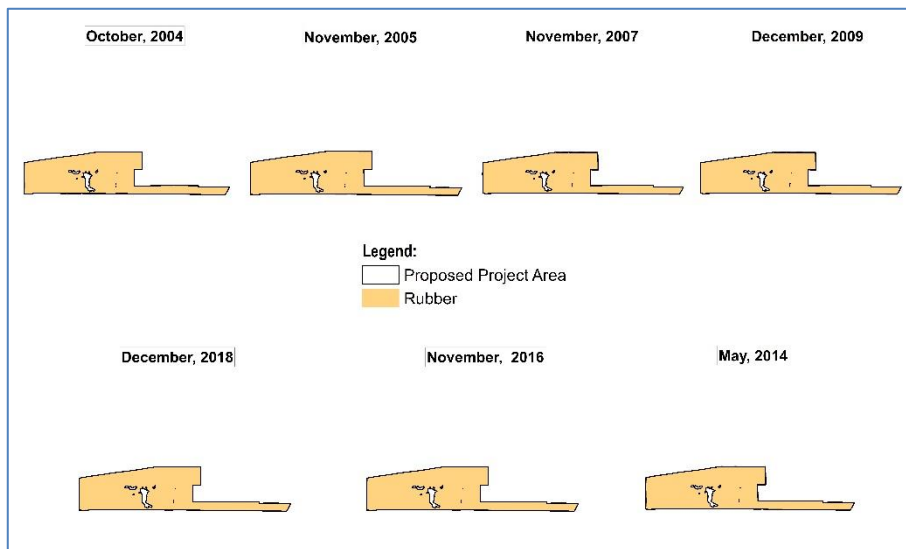 October, 2004
November, 2005
November, 2007
December, 2009
Legend:
Proposed Project Area
Rubber
December, 2018
November, 2016
May, 2014